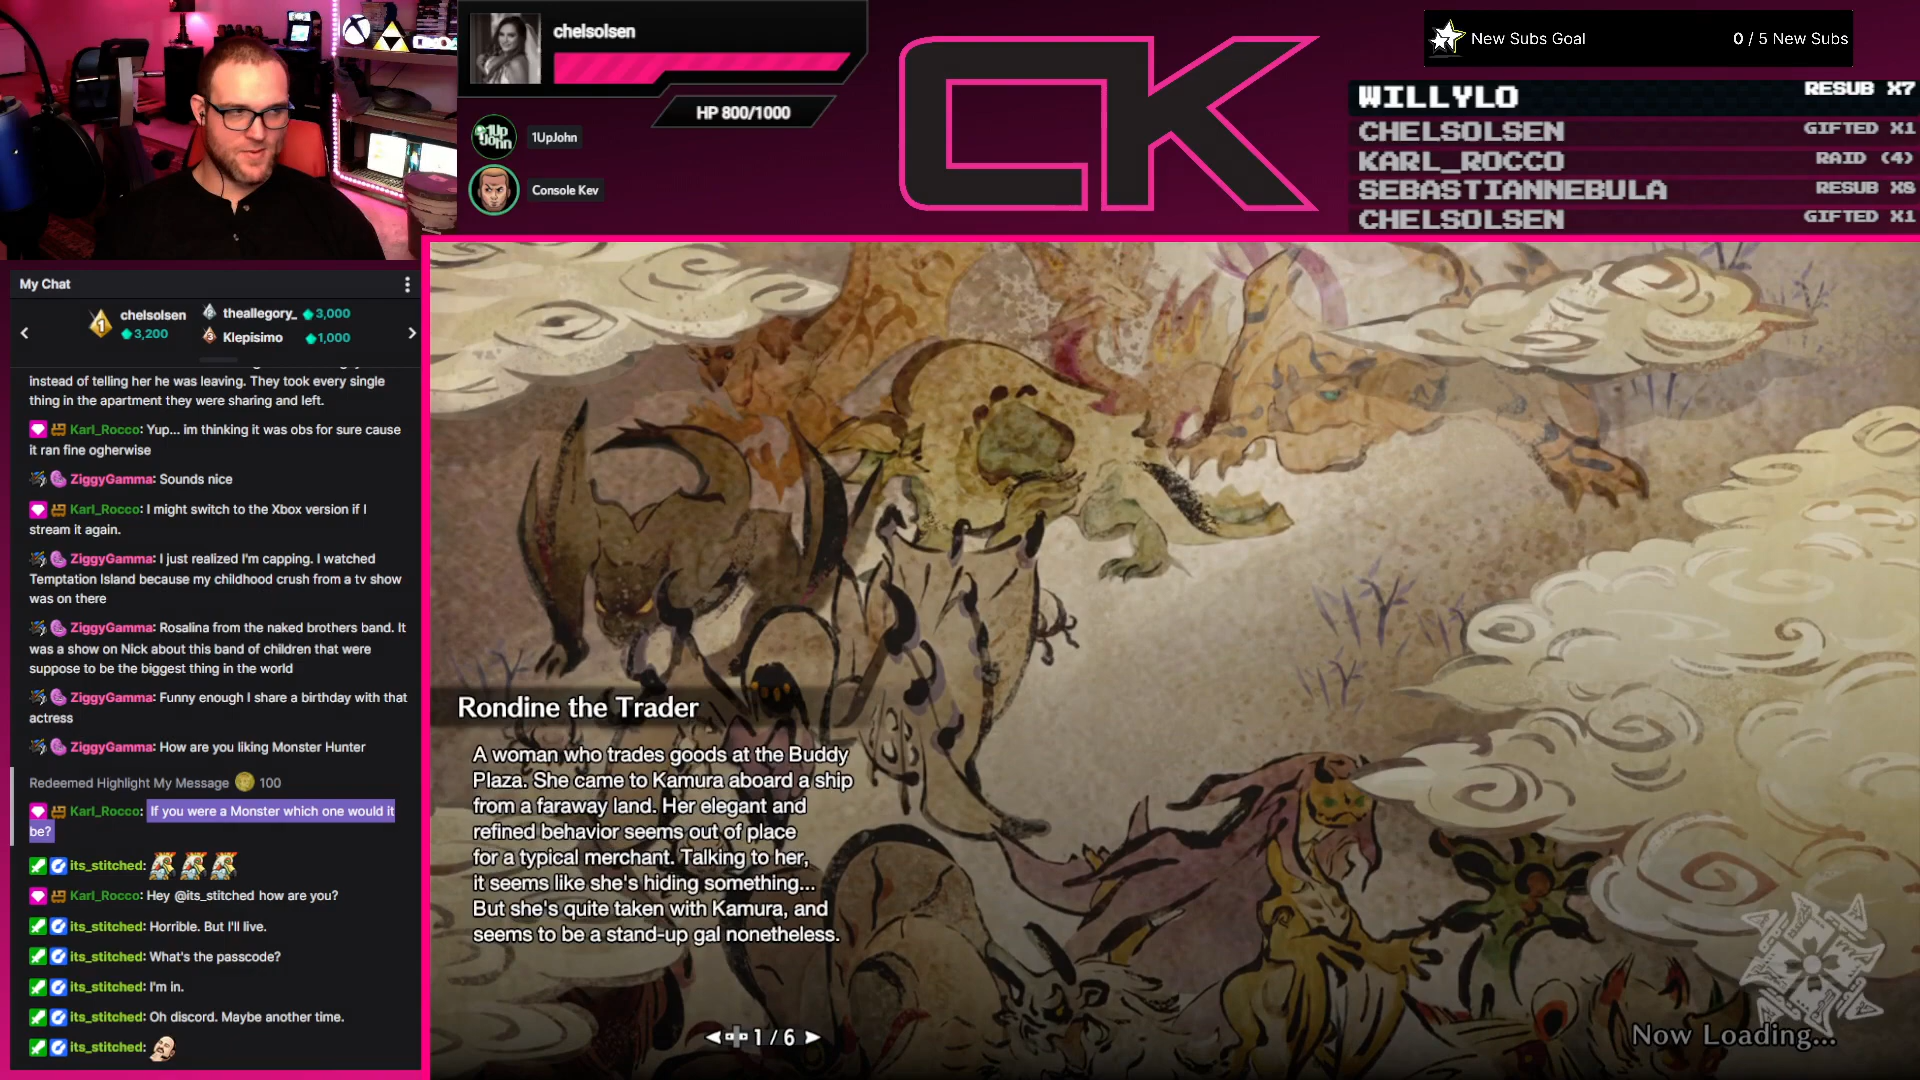 chelsolsen
HP 800/1000
1UpJohn
1Up
John
Console Kev
CK
New Subs Goal
0 / 5 New Subs
WILLYLO RESUB X7
CHELSOLSEN GIFTED X1
KARL_ROCCO RAID (4)
SEBASTIANNEBULA RESUB X8
CHELSOLSEN GIFTED X1
My Chat
1 chelsolsen 3,200
2 theallegory_ 3,000
3 Klepisimo 1,000
instead of telling her he was leaving. They took every single
thing in the apartment they were sharing and left.
Karl_Rocco: Yup... im thinking it was obs for sure cause
it ran fine ogherwise
ZiggyGamma: Sounds nice
Karl_Rocco: I might switch to the Xbox version if I
stream it again.
ZiggyGamma: I just realized I'm capping. I watched
Temptation Island because my childhood crush from a tv show
was on there
ZiggyGamma: Rosalina from the naked brothers band. It
was a show on Nick about this band of children that were
suppose to be the biggest thing in the world
ZiggyGamma: Funny enough I share a birthday with that
actress
ZiggyGamma: How are you liking Monster Hunter
Redeemed Highlight My Message 100
Karl_Rocco: If you were a Monster which one would it
be?
its_stitched:
Karl_Rocco: Hey @its_stitched how are you?
its_stitched: Horrible. But I'll live.
its_stitched: What's the passcode?
its_stitched: I'm in.
its_stitched: Oh discord. Maybe another time.
its_stitched:
Rondine the Trader
A woman who trades goods at the Buddy
Plaza. She came to Kamura aboard a ship
from a faraway land. Her elegant and
refined behavior seems out of place
for a typical merchant. Talking to her,
it seems like she's hiding something...
But she's quite taken with Kamura, and
seems to be a stand-up gal nonetheless.
1 / 6
Now Loading...